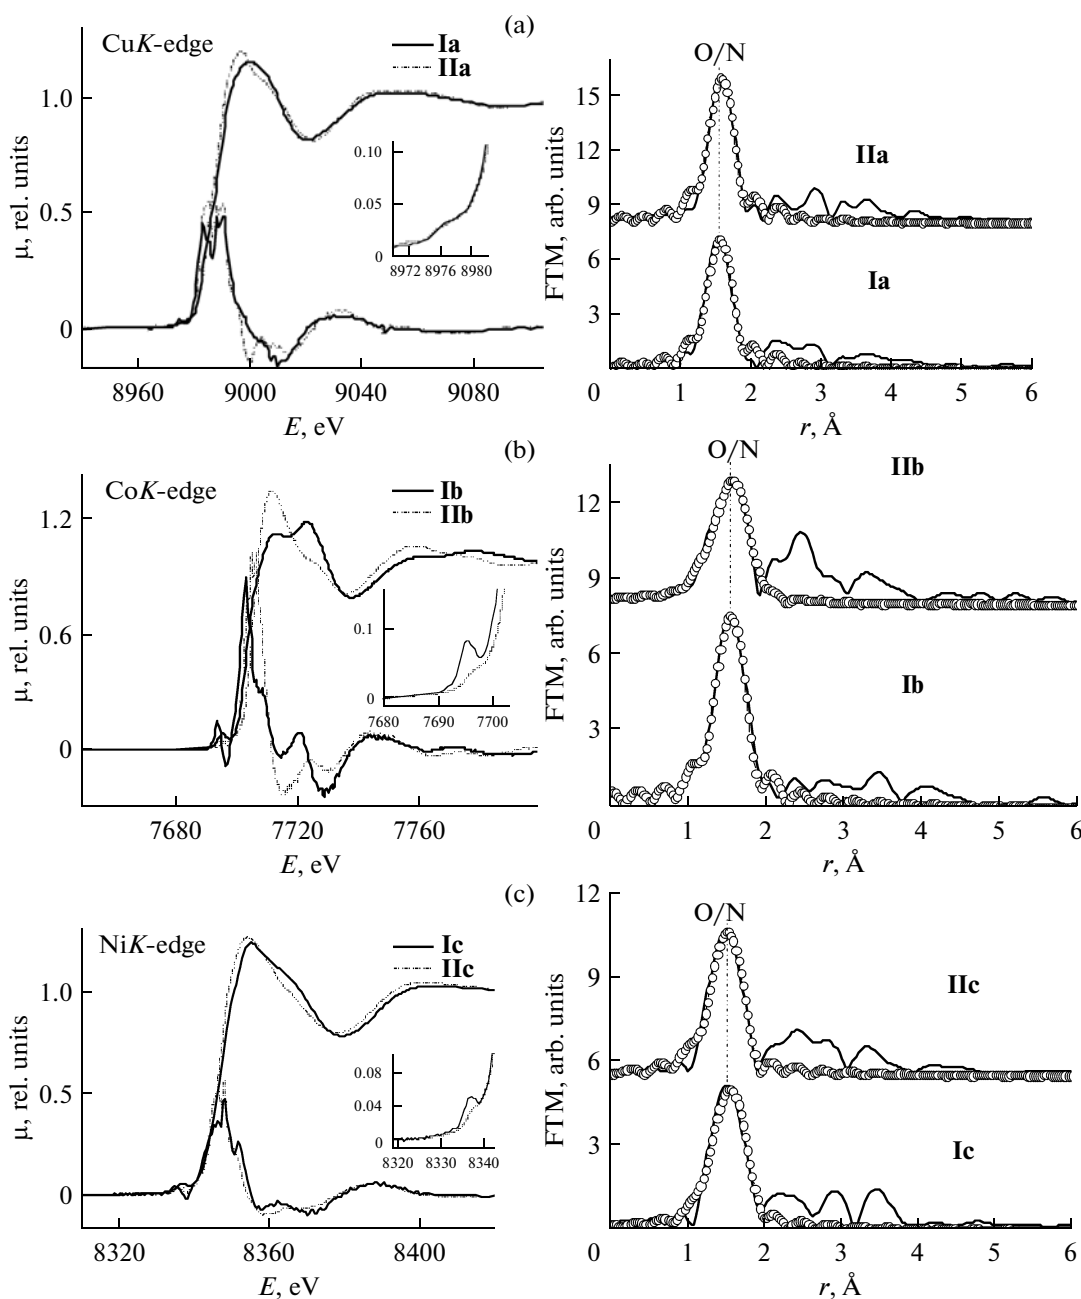 (a)
CuK-edge
Ia
IIa
1.0
0.5
0
μ, rel. units
0.10
0.05
0
8972 8976 8980
8960 9000 9040 9080
E, eV
O/N
15
12
9
6
3
0
FTM, arb. units
IIa
Ia
1 2 3 4 5 6
r, Å
(b)
CoK-edge
Ib
IIb
1.2
0.6
0
μ, rel. units
0.1
0
7680 7690 7700
7680 7720 7760
E, eV
O/N
12
9
6
3
0
FTM, arb. units
IIb
Ib
1 2 3 4 5 6
r, Å
(c)
NiK-edge
Ic
IIc
1.0
0.5
0
μ, rel. units
0.08
0.04
0
8320 8330 8340
8320 8360 8400
E, eV
O/N
12
9
6
3
0
FTM, arb. units
IIc
Ic
1 2 3 4 5 6
r, Å